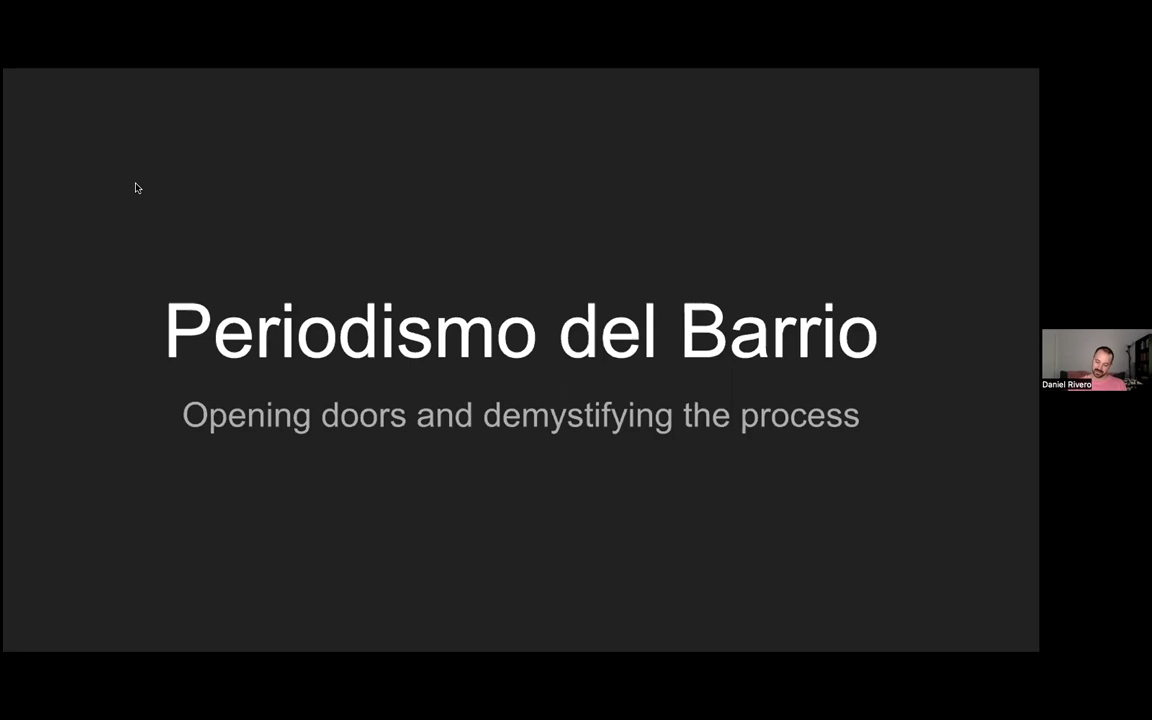 Periodismo del Barrio
Opening doors and demystifying the process
Daniel Rivero